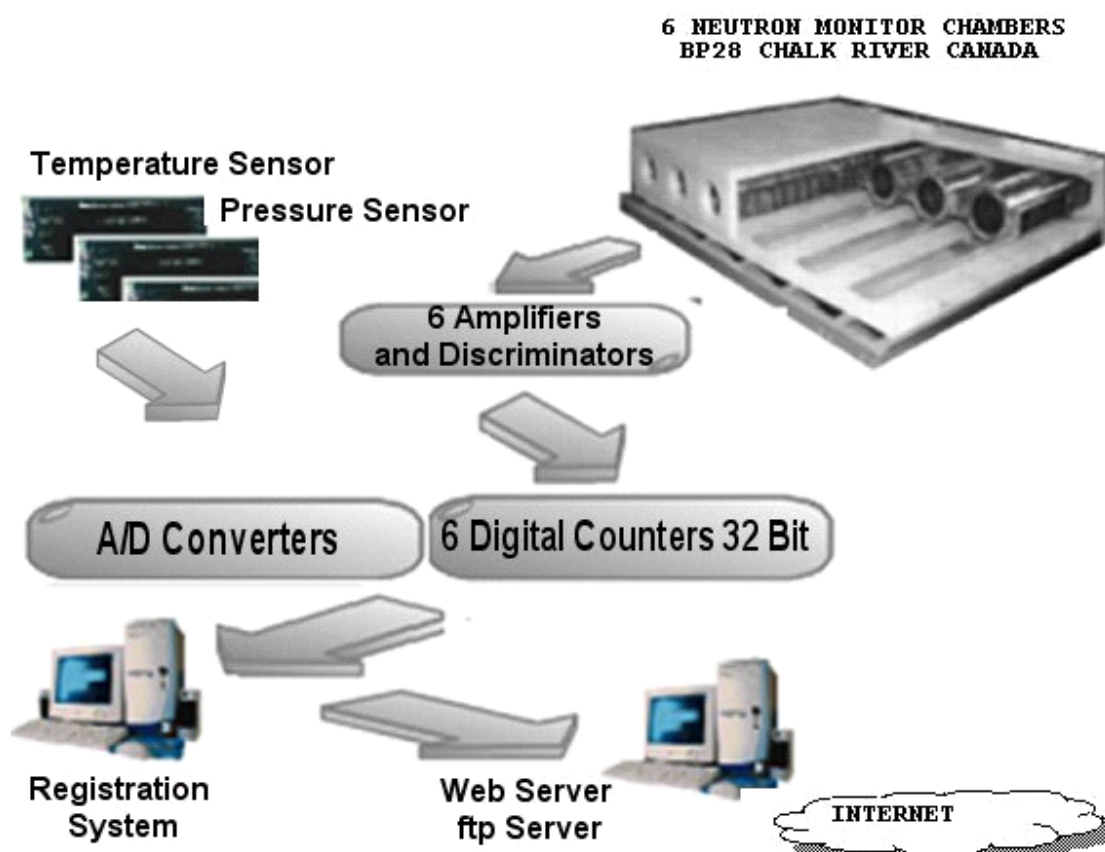 6 NEUTRON MONITOR CHAMBERS
BP28 CHALK RIVER CANADA
Temperature Sensor
Pressure Sensor
6 Amplifiers
and Discriminators
A/D Converters
6 Digital Counters 32 Bit
Registration
System
Web Server
ftp Server
INTERNET